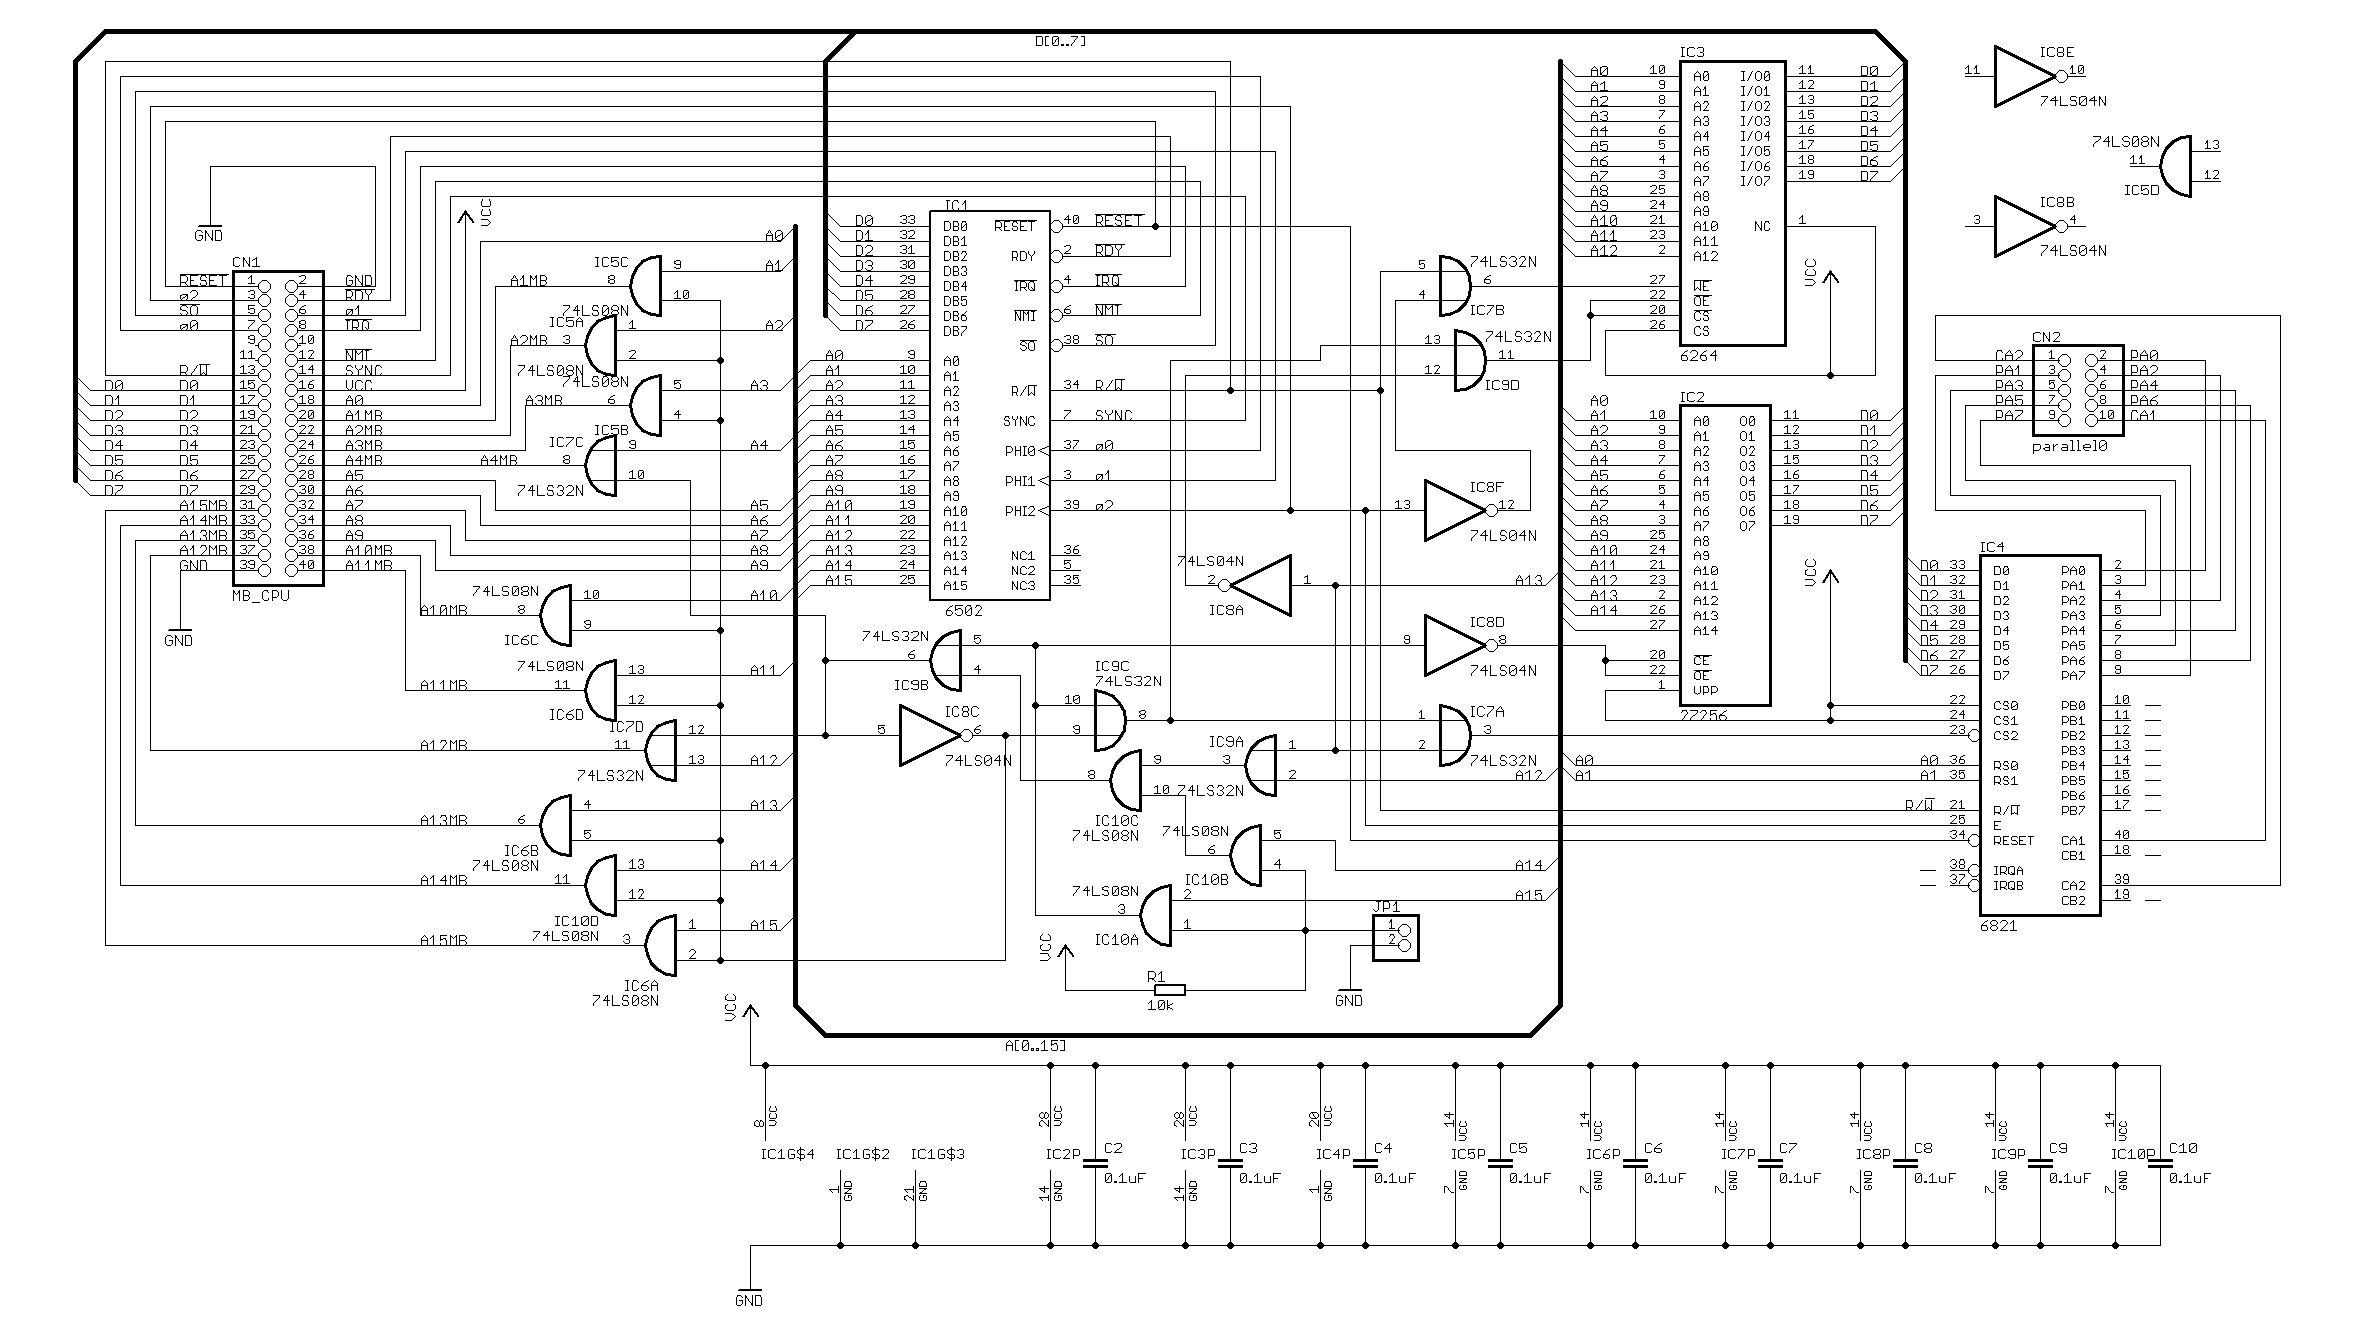 D[0..7]
IC3
A0 10 A0 I/O0 11 D0
A1 9 A1 I/O1 12 D1
A2 8 A2 I/O2 13 D2
A3 7 A3 I/O3 15 D3
A4 6 A4 I/O4 16 D4
A5 5 A5 I/O5 17 D5
A6 4 A6 I/O6 18 D6
A7 3 A7 I/O7 19 D7
A8 25 A8
A9 24 A9
A10 21 A10 NC 1
A11 23 A11
A12 2 A12
27 WE
22 OE
20 CS
26 CS
6264
VCC
11 IC8E 10
74LS04N
74LS08N 13
11 12
IC5D
IC8B
3 4
74LS04N
GND
VCC
CN1
RESET 1 2 GND
ø2 3 4 RDY
SO 5 6 ø1
ø0 7 8 IRQ
9 10
11 12 NMI
R/W 13 14 SYNC
D0 D0 15 16 VCC
D1 D1 17 18 A0
D2 D2 19 20 A1MB
D3 D3 21 22 A2MB
D4 D4 23 24 A3MB
D5 D5 25 26 A4MB
D6 D6 27 28 A5
D7 D7 29 30 A6
A15MB 31 32 A7
A14MB 33 34 A8
A13MB 35 36 A9
A12MB 37 38 A10MB
GND 39 40 A11MB
MB_CPU
GND
A0
IC5C 9 A1
A1MB 8 10
74LS08N
IC5A 1 A2
A2MB 3 2
74LS08N
74LS08N
5 A3
A3MB 6 4
IC5B
IC7C 9 A4
A4MB 8 10
74LS32N
A5
A6
A7
A8
A9
74LS08N 10 A10
A10MB 8 9
IC6C
74LS08N 13 A11
A11MB 11 12
IC6D
IC7D 12
A12MB 11 13 A12
74LS32N
4 A13
A13MB 6 5
IC6B
74LS08N
13 A14
A14MB 11 12
IC10D
74LS08N
1 A15
A15MB 3 2
IC6A
74LS08N
IC1
D0 33 DB0 RESET 40 RESET
D1 32 DB1
D2 31 DB2 RDY 2 RDY
D3 30 DB3
D4 29 DB4 IRQ 4 IRQ
D5 28 DB5
D6 27 DB6 NMI 6 NMI
D7 26 DB7
SO 38 SO
A0 9 A0
A1 10 A1
A2 11 A2 R/W 34 R/W
A3 12 A3
A4 13 A4 SYNC 7 SYNC
A5 14 A5
A6 15 A6 PHI0 37 ø0
A7 16 A7
A8 17 A8 PHI1 3 ø1
A9 18 A9
A10 19 A10 PHI2 39 ø2
A11 20 A11
A12 22 A12
A13 23 A13 NC1 36
A14 24 A14 NC2 5
A15 25 A15 NC3 35
6502
5 74LS32N
4 6
IC7B
13 74LS32N
12 11
IC9D
IC8F
13 12
74LS04N
74LS04N
2 1 A13
IC8A
IC8D
9 8
74LS04N
74LS32N 5
6 4
IC9B
IC8C
5 6
74LS04N
IC9C
74LS32N
10 8
9
IC7A
1 3
2
74LS32N
IC9A 1
3 2 A12
74LS32N
9
8 10
IC10C
74LS08N
74LS08N 5 A14
6 4
IC10B
74LS08N 2 A15
3 1
IC10A
JP1
1
2
GND
VCC
R1
10k
A[0..15]
IC2
A0
A1 10 A0 O0 11 D0
A2 9 A1 O1 12 D1
A3 8 A2 O2 13 D2
A4 7 A3 O3 15 D3
A5 6 A4 O4 16 D4
A6 5 A5 O5 17 D5
A7 4 A6 O6 18 D6
A8 3 A7 O7 19 D7
A9 25 A8
A10 24 A9
A11 21 A10
A12 23 A11
A13 2 A12
A14 26 A13
27 A14
20 CE
22 OE
1 VPP
27256
VCC
CN2
CA2 1 2 PA0
PA1 3 4 PA2
PA3 5 6 PA4
PA5 7 8 PA6
PA7 9 10 CA1
parallel0
IC4
D0 33 D0 PA0 2
D1 32 D1 PA1 3
D2 31 D2 PA2 4
D3 30 D3 PA3 5
D4 29 D4 PA4 6
D5 28 D5 PA5 7
D6 27 D6 PA6 8
D7 26 D7 PA7 9
22 CS0 PB0 10
24 CS1 PB1 11
23 CS2 PB2 12
PB3 13
A0 A0 36 RS0 PB4 14
A1 A1 35 RS1 PB5 15
PB6 16
R/W 21 R/W PB7 17
25 E
34 RESET CA1 40
CB1 18
38 IRQA
37 IRQB CA2 39
CB2 19
6821
VCC
8 VCC 28 VCC 28 VCC 20 VCC 14 VCC 14 VCC 14 VCC 14 VCC 14 VCC 14 VCC
IC1G$4 IC1G$2 IC1G$3 IC2P C2 IC3P C3 IC4P C4 IC5P C5 IC6P C6 IC7P C7 IC8P C8 IC9P C9 IC10P C10
0.1uF 0.1uF 0.1uF 0.1uF 0.1uF 0.1uF 0.1uF 0.1uF 0.1uF
1 GND 21 GND 14 GND 14 GND 1 GND 7 GND 7 GND 7 GND 7 GND 7 GND 7 GND
GND